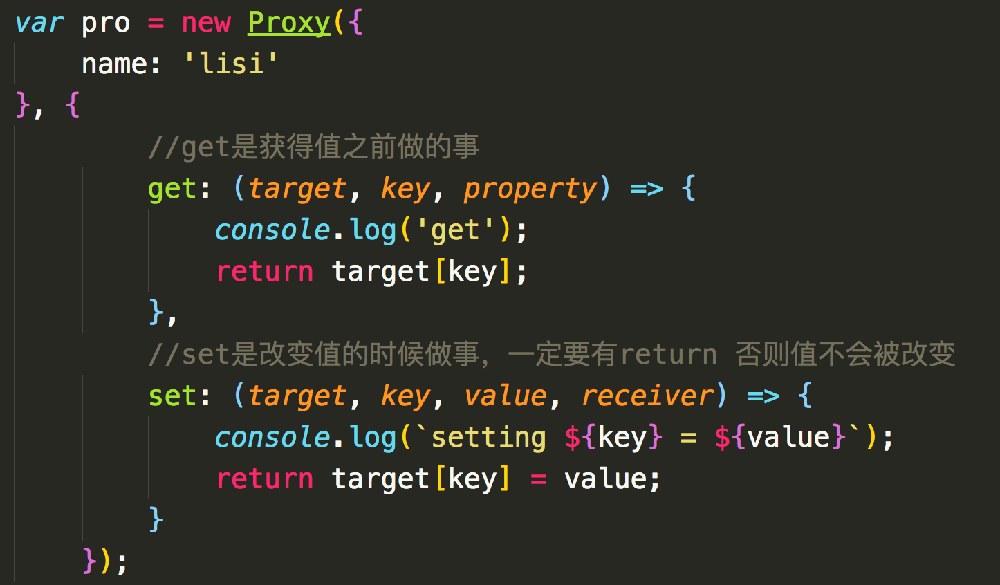 var pro = new Proxy({
    name: 'lisi'
}, {
        //get是获得值之前做的事
        get: (target, key, property) => {
            console.log('get');
            return target[key];
        },
        //set是改变值的时候做事，一定要有return 否则值不会被改变
        set: (target, key, value, receiver) => {
            console.log(`setting ${key} = ${value}`);
            return target[key] = value;
        }
    });